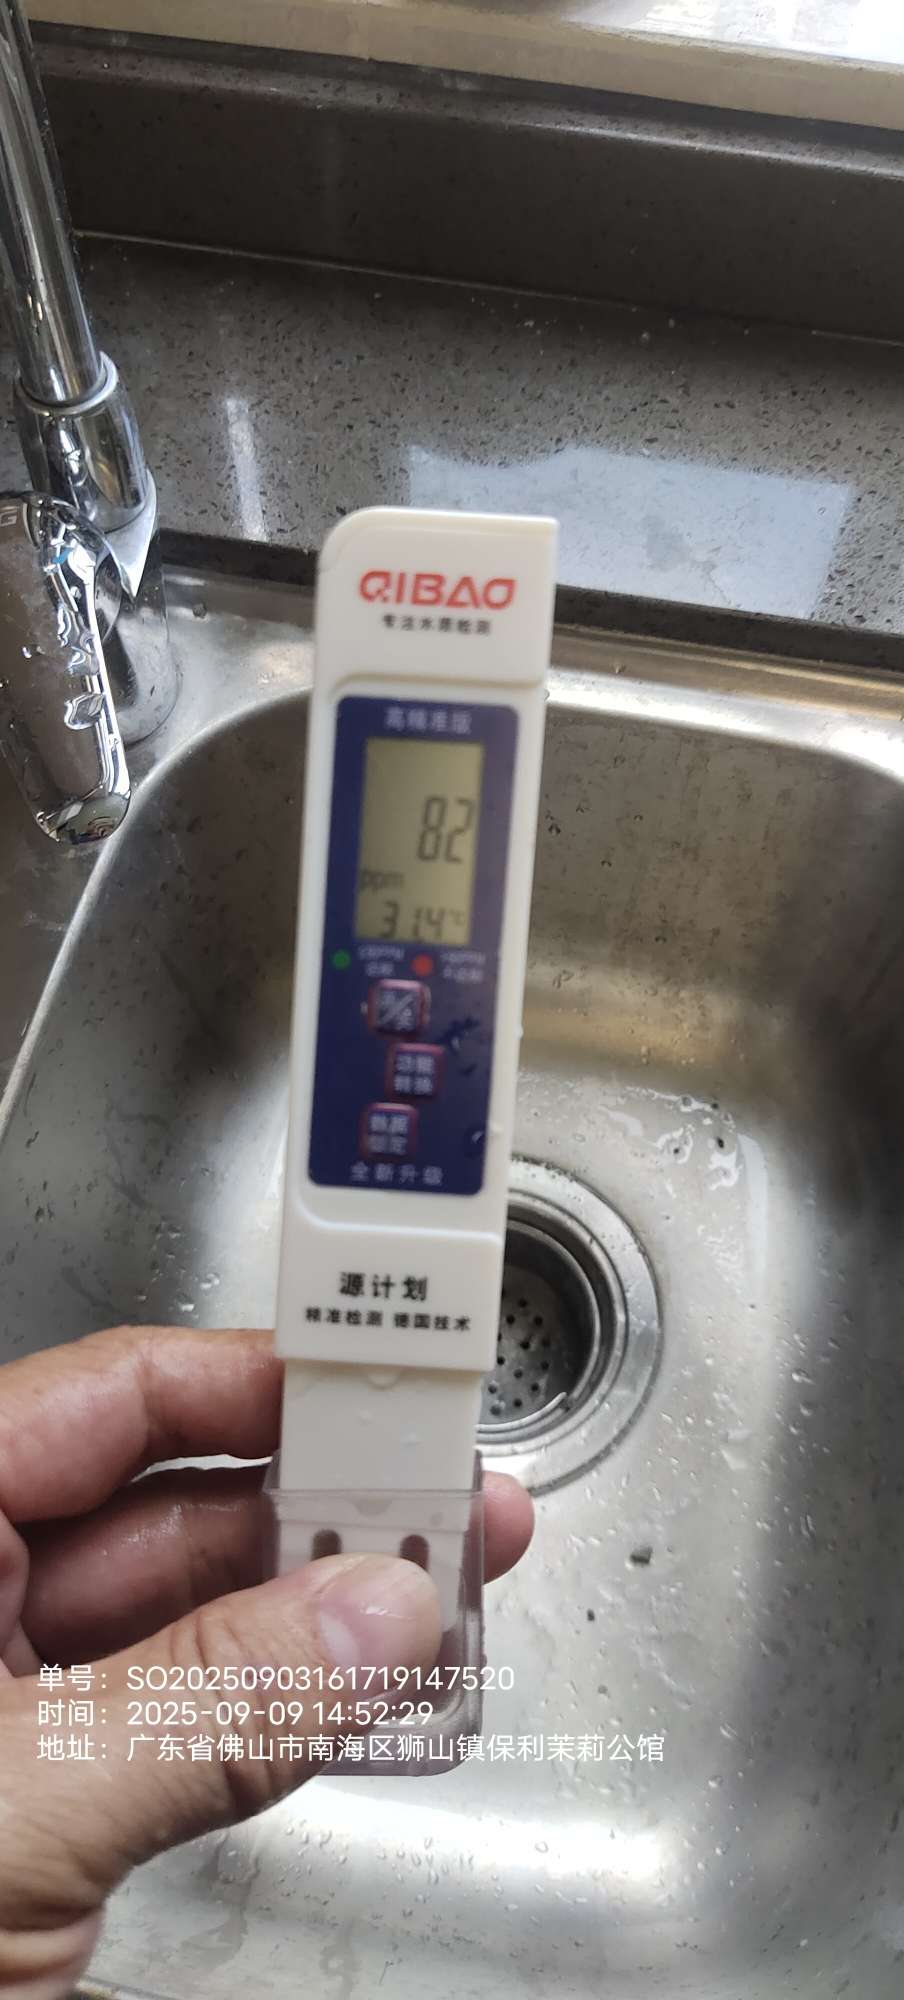 QIBAO
专注水质检测
高精准版
82
ppm
31.4℃
功能
转换
数据
锁定
全新升级
源计划
精准检测 德国技术
单号：SO20250903161719147520
时间：2025-09-09 14:52:29
地址：广东省佛山市南海区狮山镇保利茉莉公馆